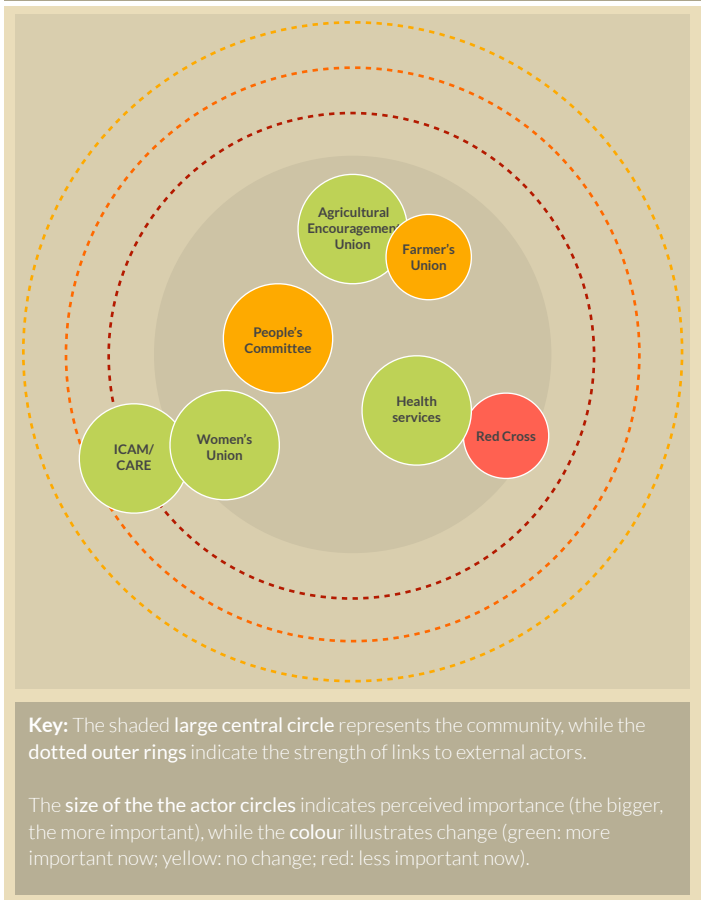 Agricultural
Encouragement
Union
Farmer's
Union
People's
Committee
Health
services
Red Cross
Women's
Union
ICAM/
CARE
Key: The shaded large central circle represents the community, while the
dotted outer rings indicate the strength of links to external actors.
The size of the the actor circles indicates perceived importance (the bigger,
the more important), while the colour illustrates change (green: more
important now; yellow: no change; red: less important now).